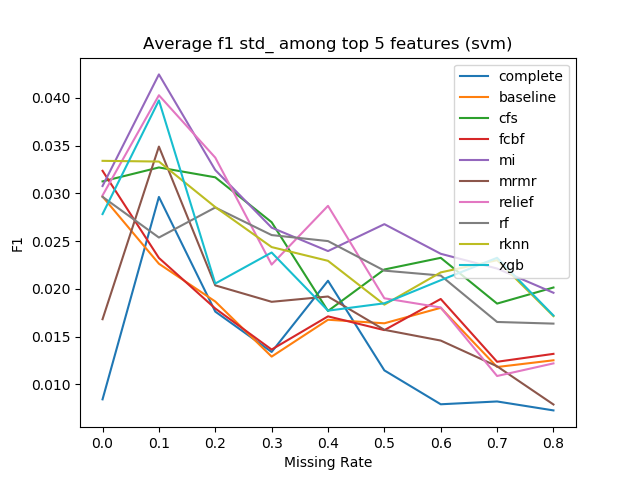 Average f1 std_ among top 5 features (svm)
F1
0.040
0.035
0.030
0.025
0.020
0.015
0.010
complete
baseline
cfs
fcbf
mi
mrmr
relief
rf
rknn
xgb
0.0 0.1 0.2 0.3 0.4 0.5 0.6 0.7 0.8
Missing Rate